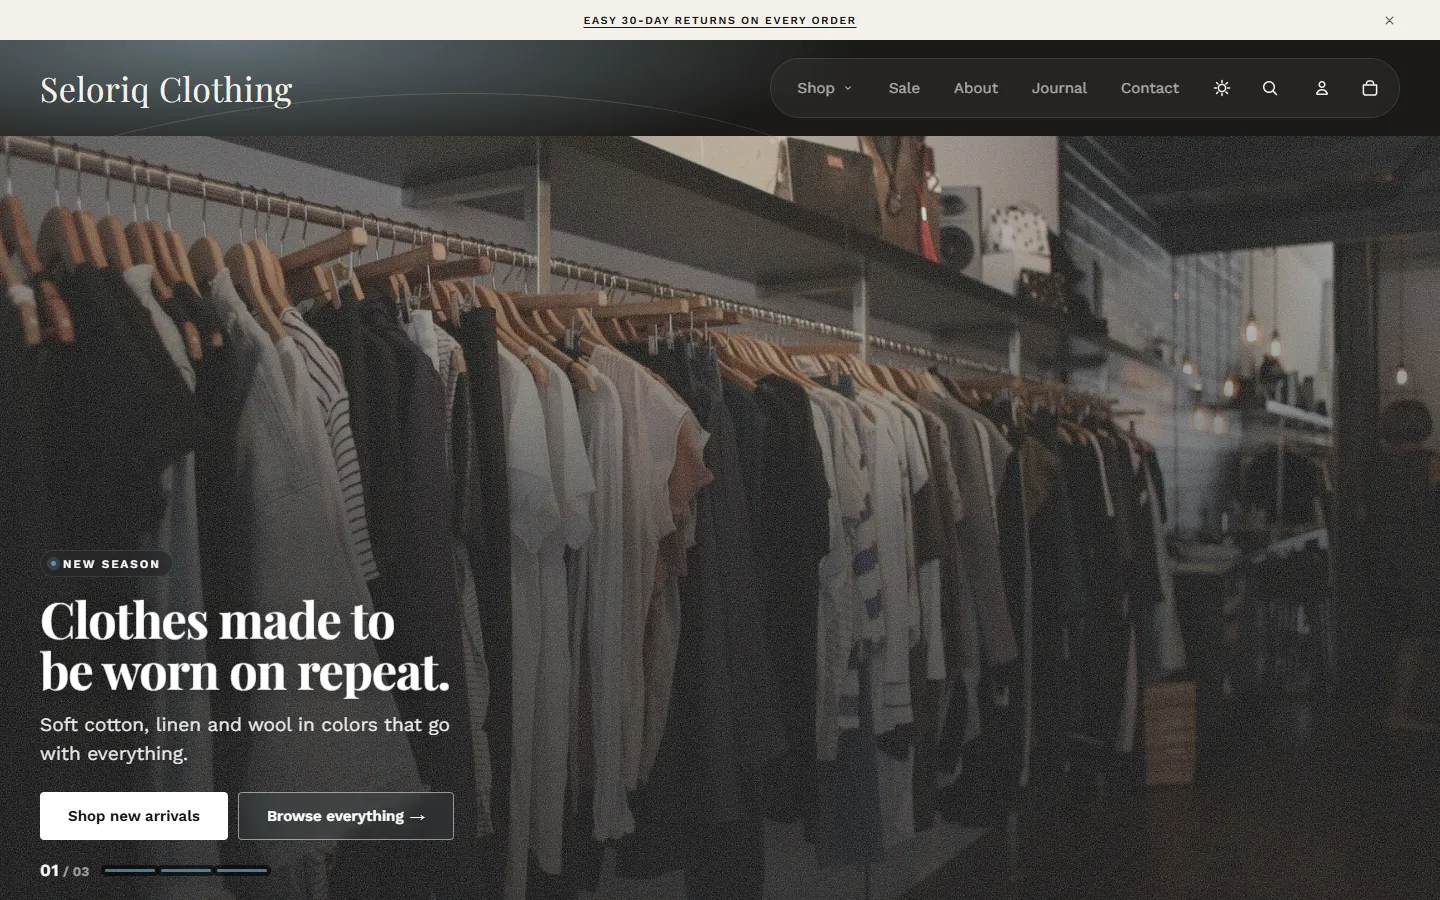 EASY 30-DAY RETURNS ON EVERY ORDER
Seloriq Clothing
Shop
Sale
About
Journal
Contact
NEW SEASON
Clothes made to
be worn on repeat.
Soft cotton, linen and wool in colors that go
with everything.
Shop new arrivals
Browse everything →
01 / 03